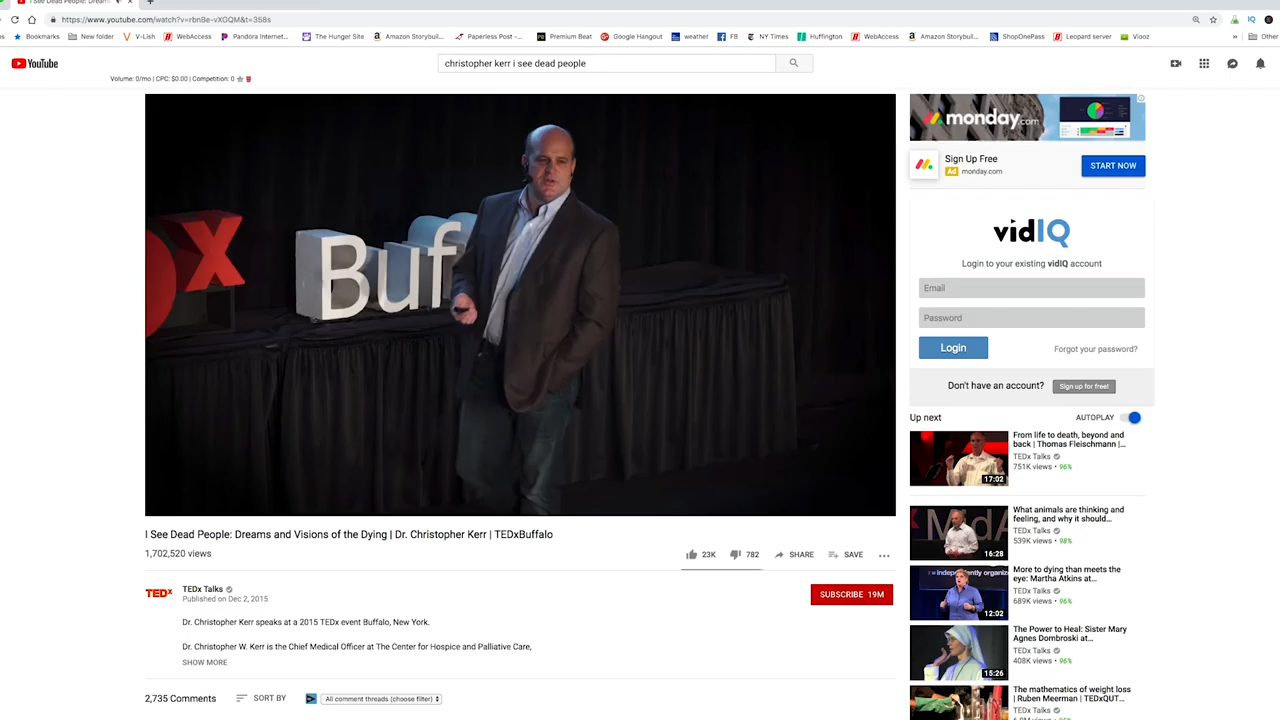 I See Dead People: Dreams
https://www.youtube.com/watch?v=rbnBe-vXGQM&t=358s
Bookmarks New folder V-Lish WebAccess Pandora Internet... The Hunger Site Amazon Storybuil... Paperless Post -... Premium Beat Google Hangout weather FB NY Times Huffington WebAccess Amazon Storybuil... ShopOnePass Leopard server Viooz » Other
YouTube
christopher kerr i see dead people
Volume: 0/mo | CPC: $0.00 | Competition: 0
X Buf
monday.com
Sign Up Free
Ad monday.com
START NOW
vidIQ
Login to your existing vidIQ account
Email
Password
Login
Forgot your password?
Don't have an account? Sign up for free!
Up next
AUTOPLAY
From life to death, beyond and
back | Thomas Fleischmann |...
TEDx Talks
751K views • 96%
17:02
What animals are thinking and
feeling, and why it should...
TEDx Talks
539K views • 98%
16:28
More to dying than meets the
eye: Martha Atkins at...
TEDx Talks
689K views • 96%
12:02
The Power to Heal: Sister Mary
Agnes Dombroski at...
TEDx Talks
408K views • 96%
15:26
The mathematics of weight loss
| Ruben Meerman | TEDxQUT...
TEDx Talks
I See Dead People: Dreams and Visions of the Dying | Dr. Christopher Kerr | TEDxBuffalo
1,702,520 views
23K 782 SHARE SAVE ...
TEDx
TEDx Talks
Published on Dec 2, 2015
SUBSCRIBE 19M
Dr. Christopher Kerr speaks at a 2015 TEDx event Buffalo, New York.
Dr. Christopher W. Kerr is the Chief Medical Officer at The Center for Hospice and Palliative Care,
SHOW MORE
2,735 Comments SORT BY All comment threads (choose filter)